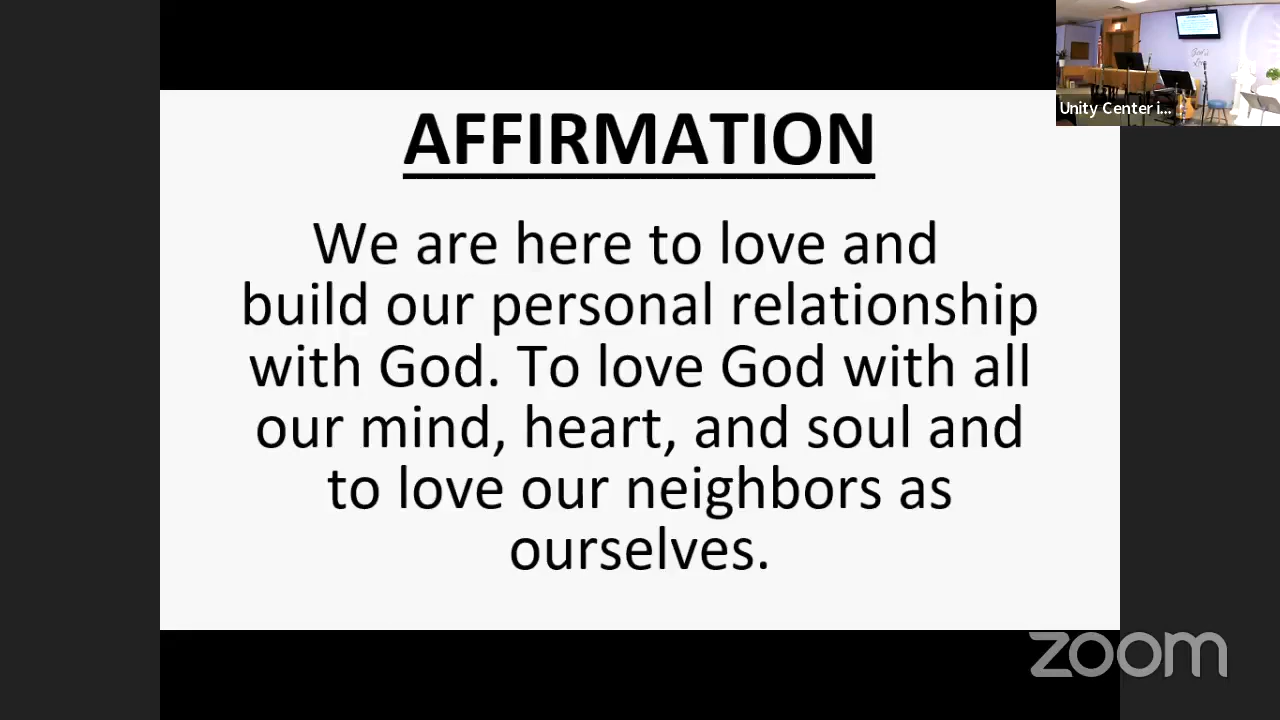 AFFIRMATION
We are here to love and
build our personal relationship
with God. To love God with all
our mind, heart, and soul and
to love our neighbors as
ourselves.
Unity Center i...
zoom